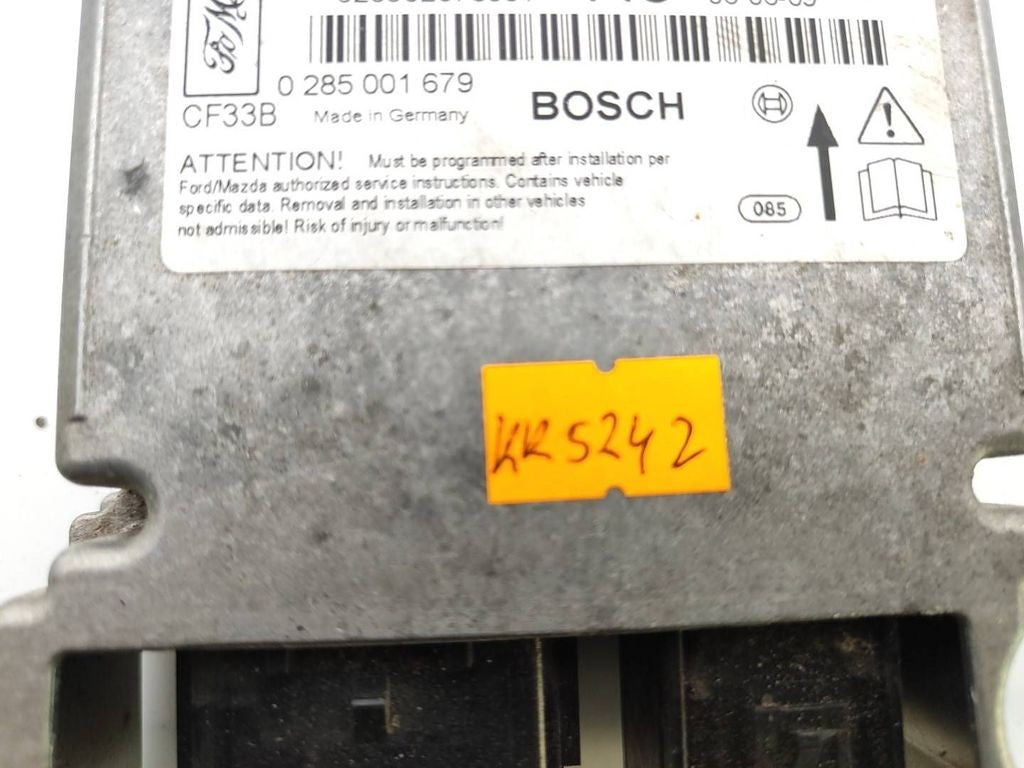 0 285 001 679
CF33B
Made in Germany
BOSCH
ATTENTION! Must be programmed after installation per
Ford/Mazda authorized service instructions. Contains vehicle
specific data. Removal and installation in other vehicles
not admissible! Risk of injury or malfunction!
085
KR5242